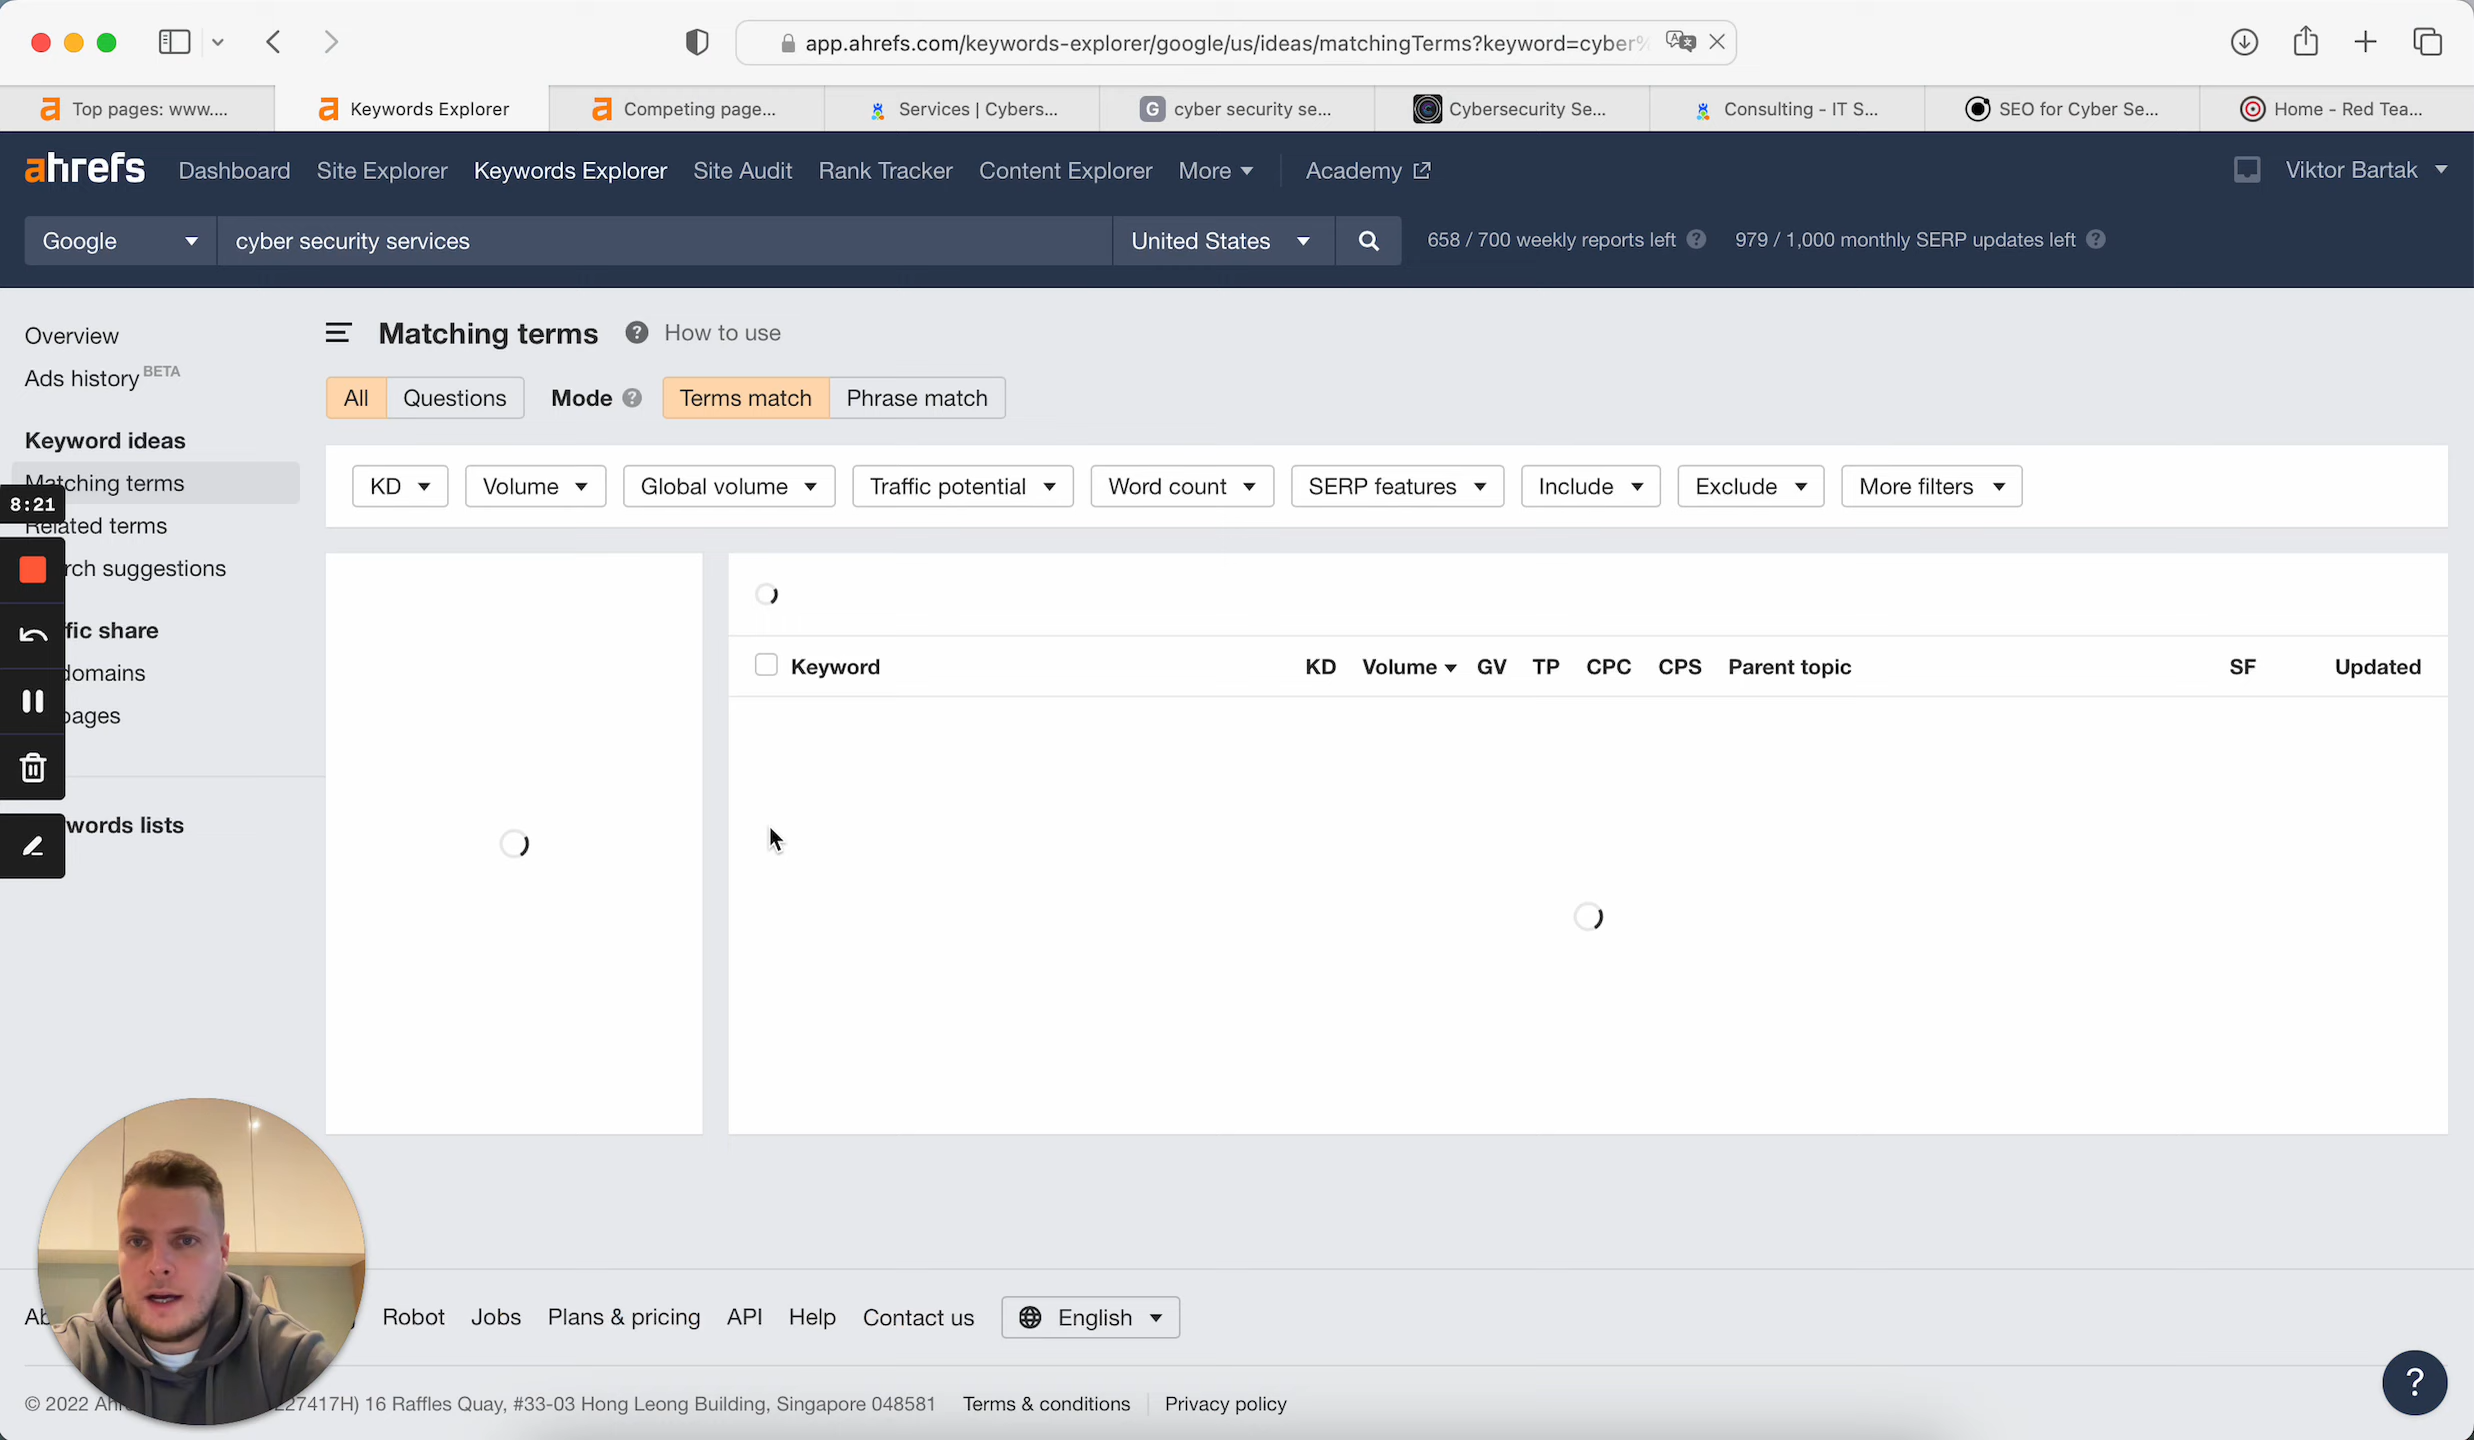 app.ahrefs.com/keywords-explorer/google/us/ideas/matchingTerms?keyword=cyber%
Top pages: www....
Keywords Explorer
Competing page...
Services | Cybers...
cyber security se...
Cybersecurity Se...
Consulting - IT S...
SEO for Cyber Se...
Home - Red Tea...
ahrefs
Dashboard
Site Explorer
Keywords Explorer
Site Audit
Rank Tracker
Content Explorer
More
Academy
Viktor Bartak
Google
cyber security services
United States
658 / 700 weekly reports left
979 / 1,000 monthly SERP updates left
Overview
Ads history BETA
Keyword ideas
Matching terms
8:21
Related terms
rch suggestions
fic share
domains
pages
words lists
Matching terms
How to use
All
Questions
Mode
Terms match
Phrase match
KD
Volume
Global volume
Traffic potential
Word count
SERP features
Include
Exclude
More filters
Keyword
KD
Volume
GV
TP
CPC
CPS
Parent topic
SF
Updated
Ab
Robot
Jobs
Plans & pricing
API
Help
Contact us
English
© 2022 Ahr
227417H) 16 Raffles Quay, #33-03 Hong Leong Building, Singapore 048581
Terms & conditions
Privacy policy
?